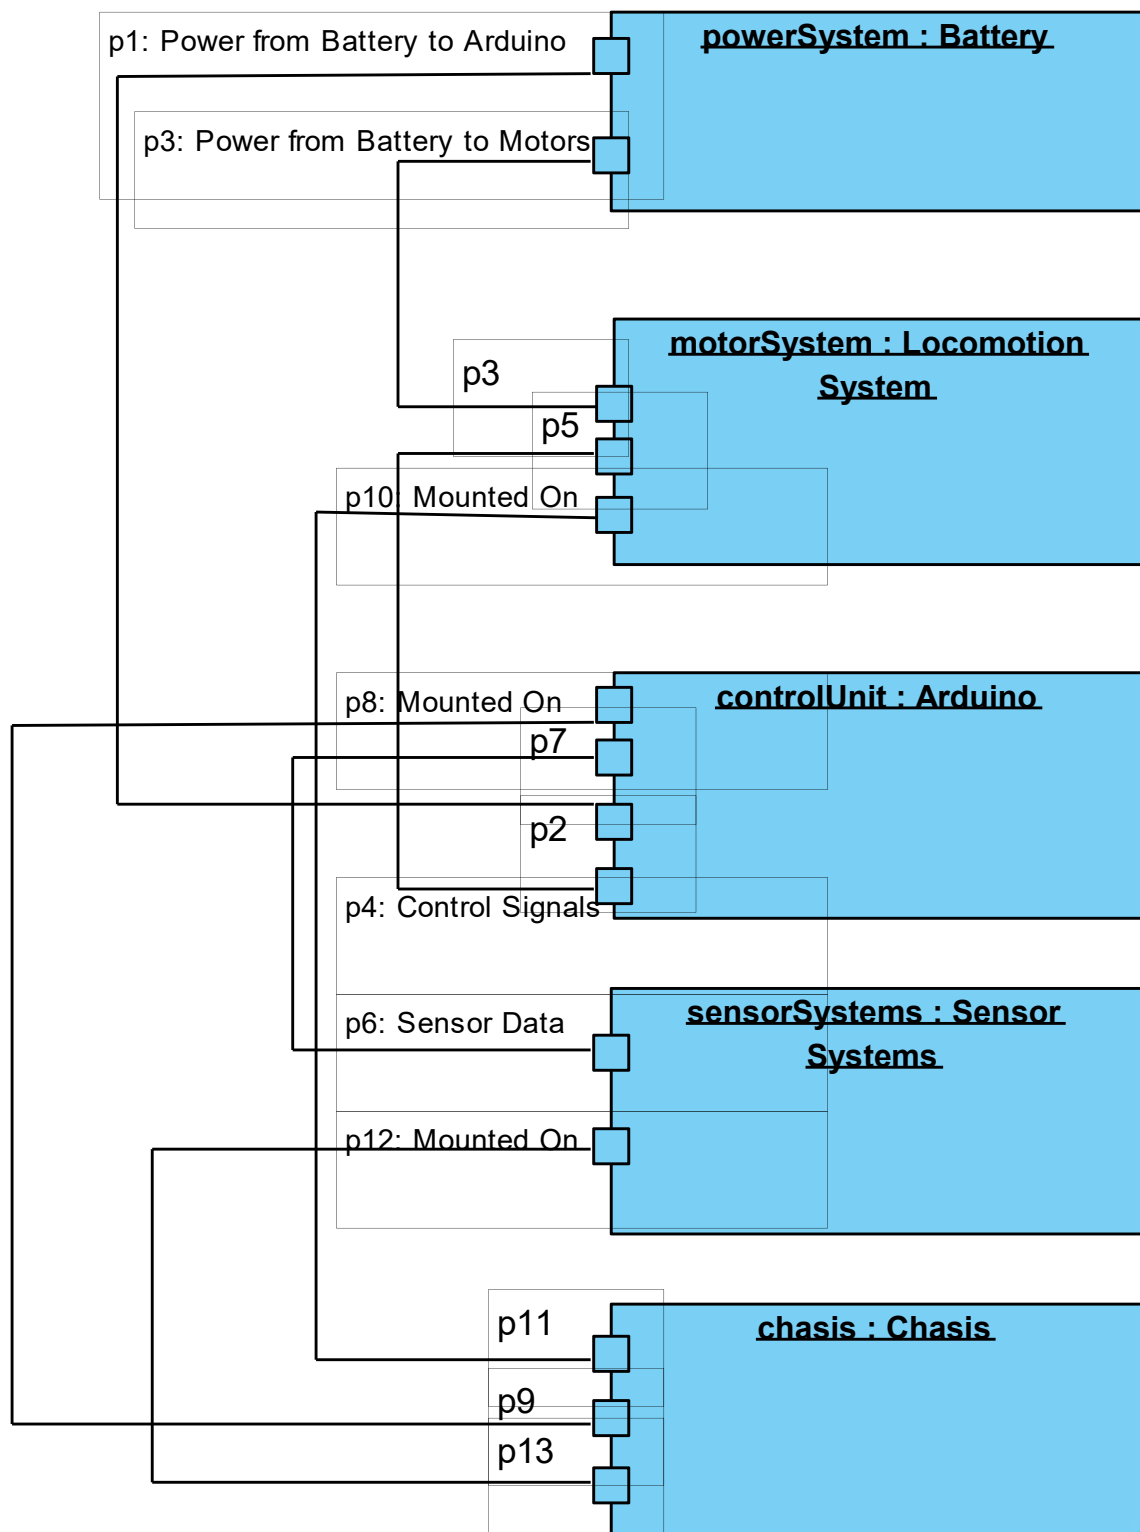 p1: Power from Battery to Arduino
powerSystem : Battery
p3: Power from Battery to Motors
motorSystem : Locomotion
System
p3
p5
p10: Mounted On
p8: Mounted On
controlUnit : Arduino
p7
p2
p4: Control Signals
sensorSystems : Sensor
Systems
p6: Sensor Data
p12: Mounted On
p11
chasis : Chasis
p9
p13